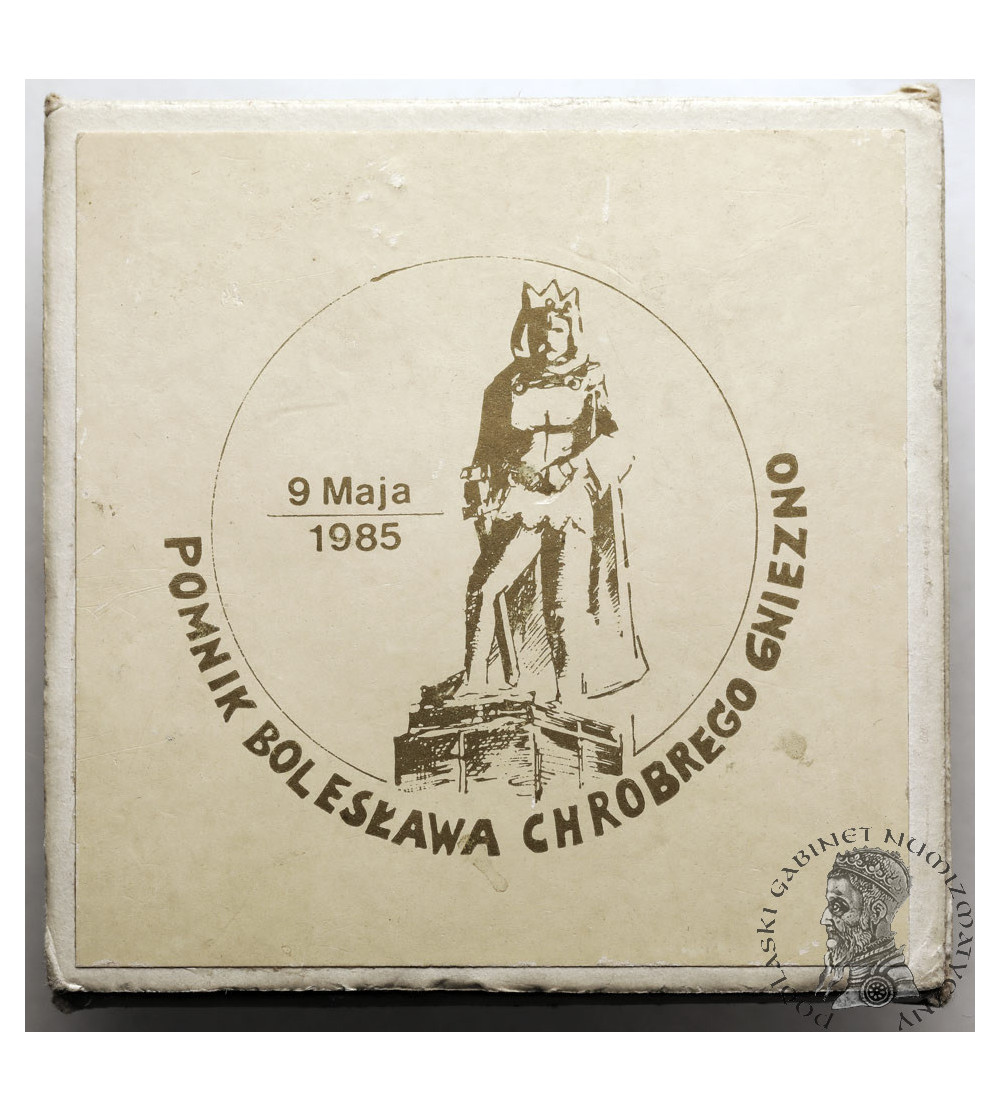 9 Maja
1985
POMNIK BOLESŁAWA CHROBREGO GNIEZNO
PODLASKI GABINET NUMIZMATYCZNY